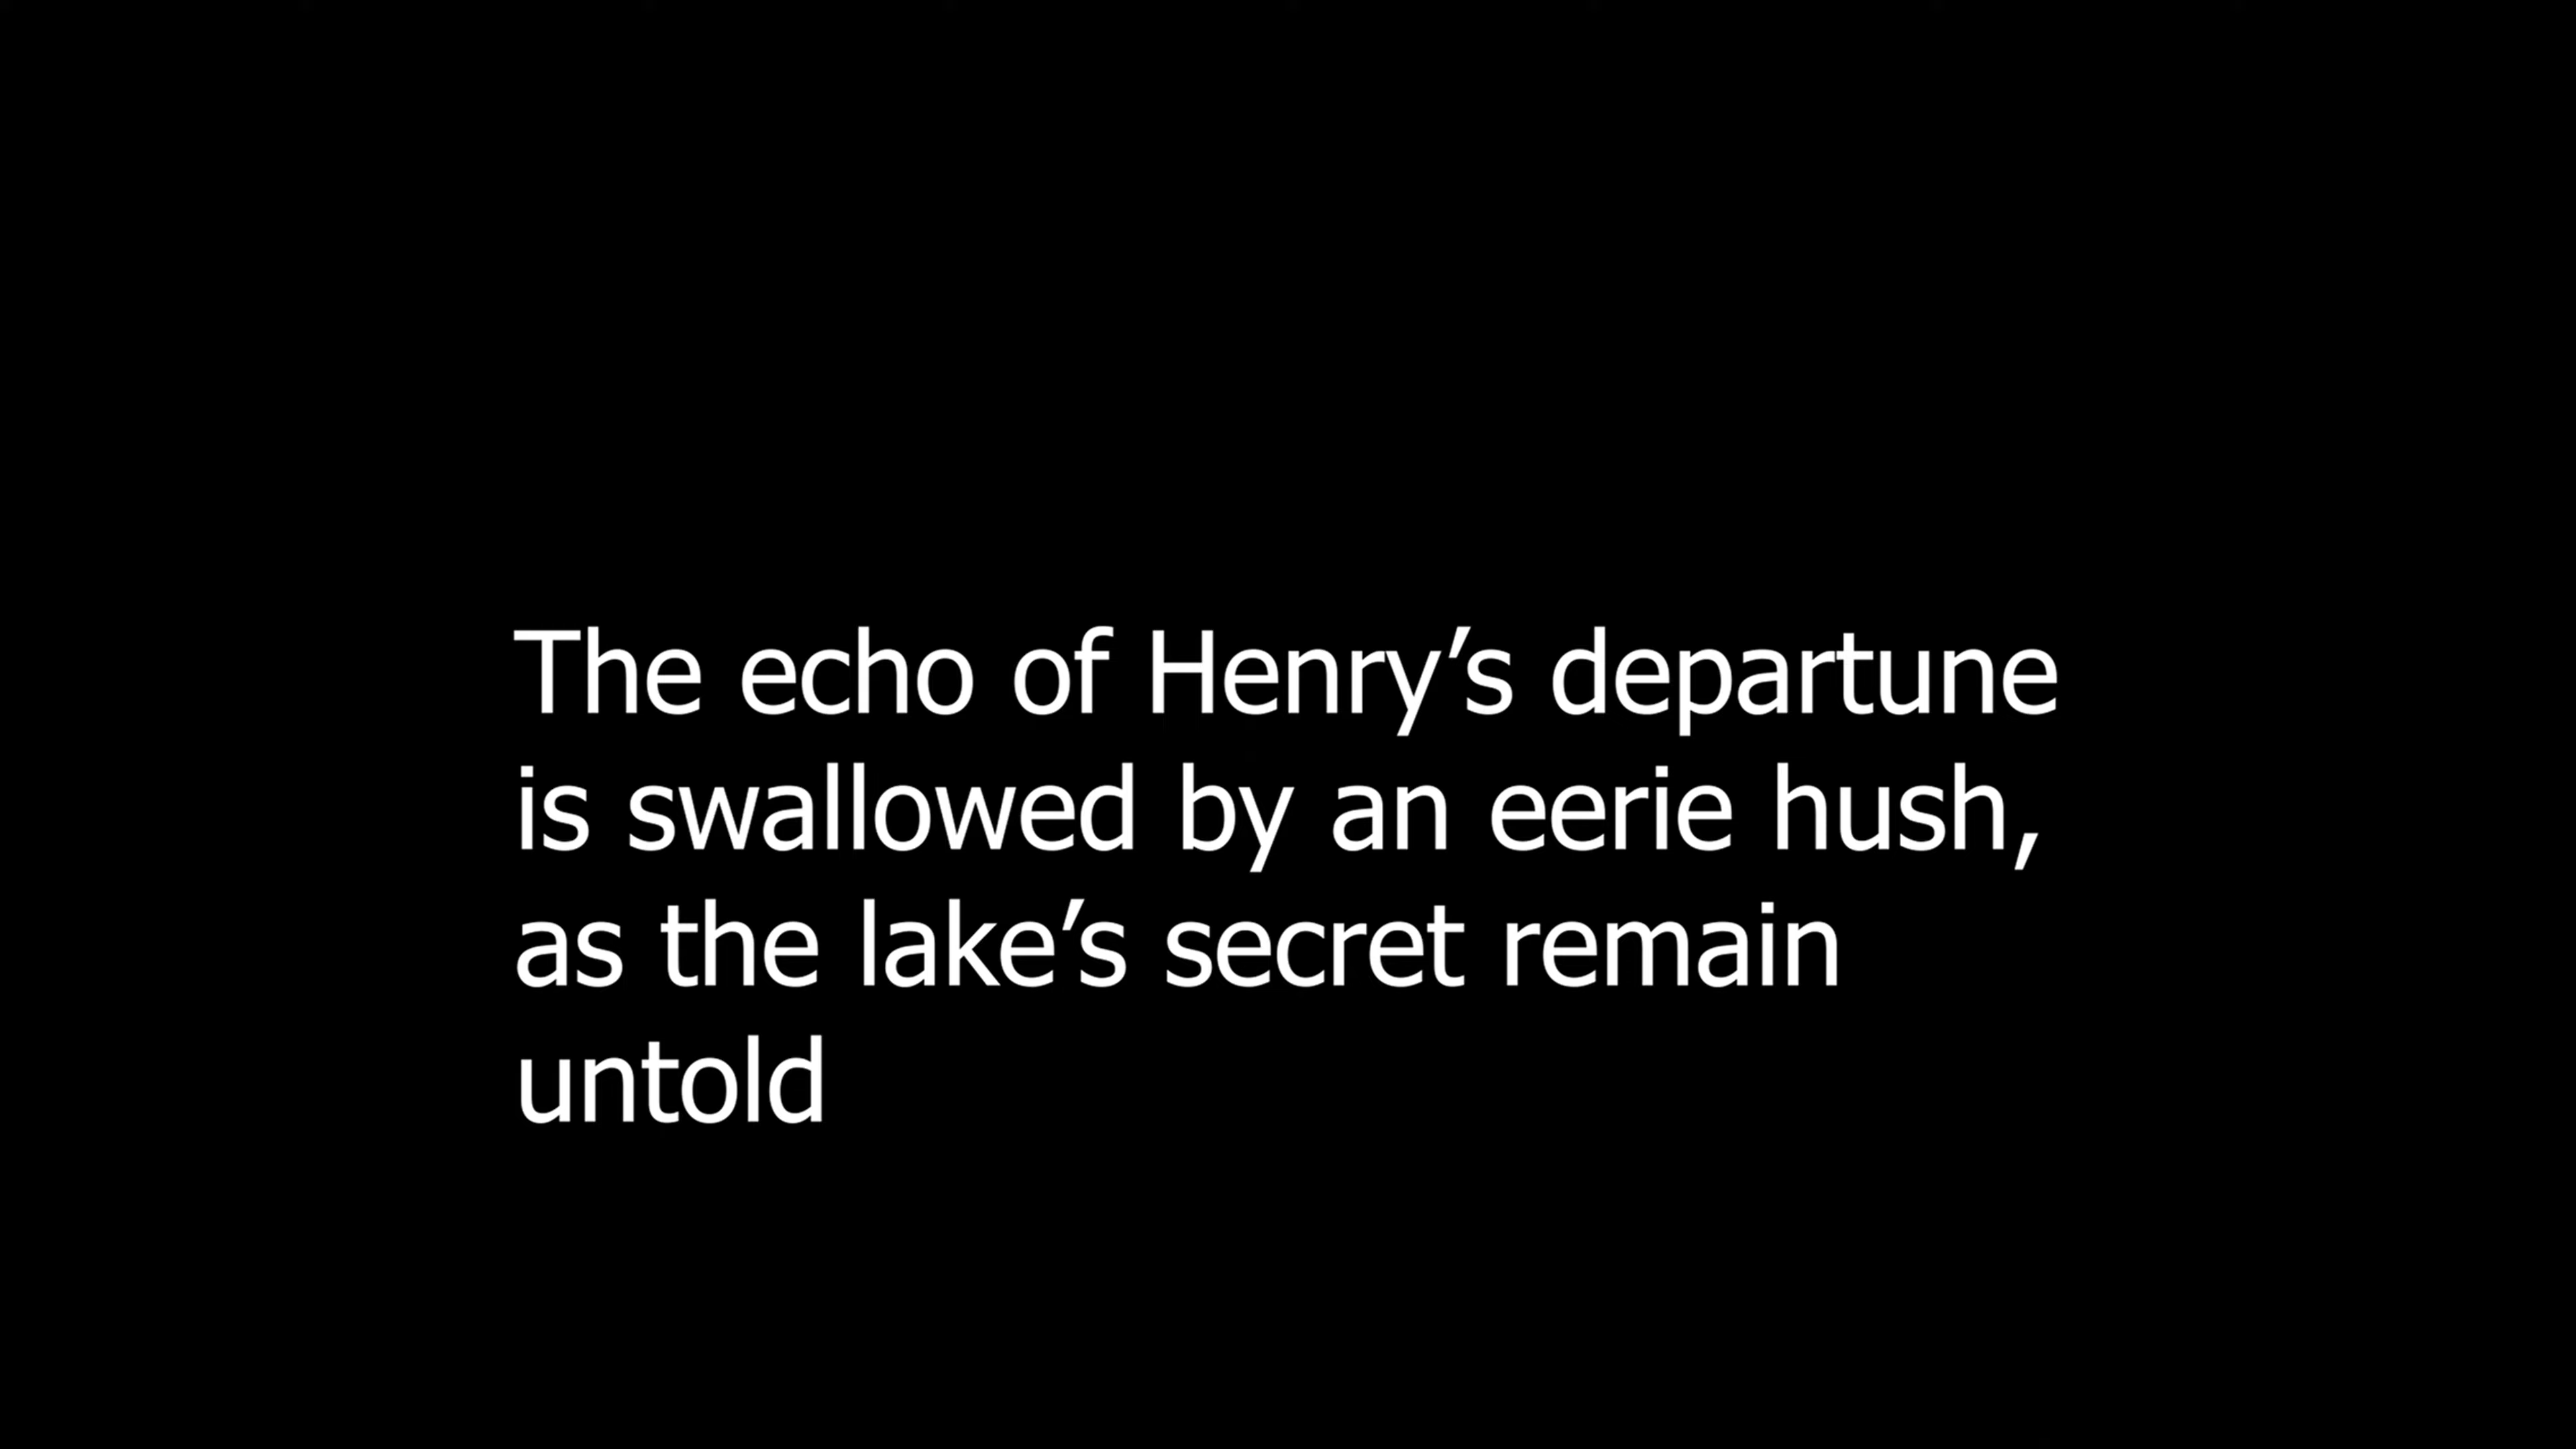 The echo of Henry’s departune
is swallowed by an eerie hush,
as the lake’s secret remain
untold